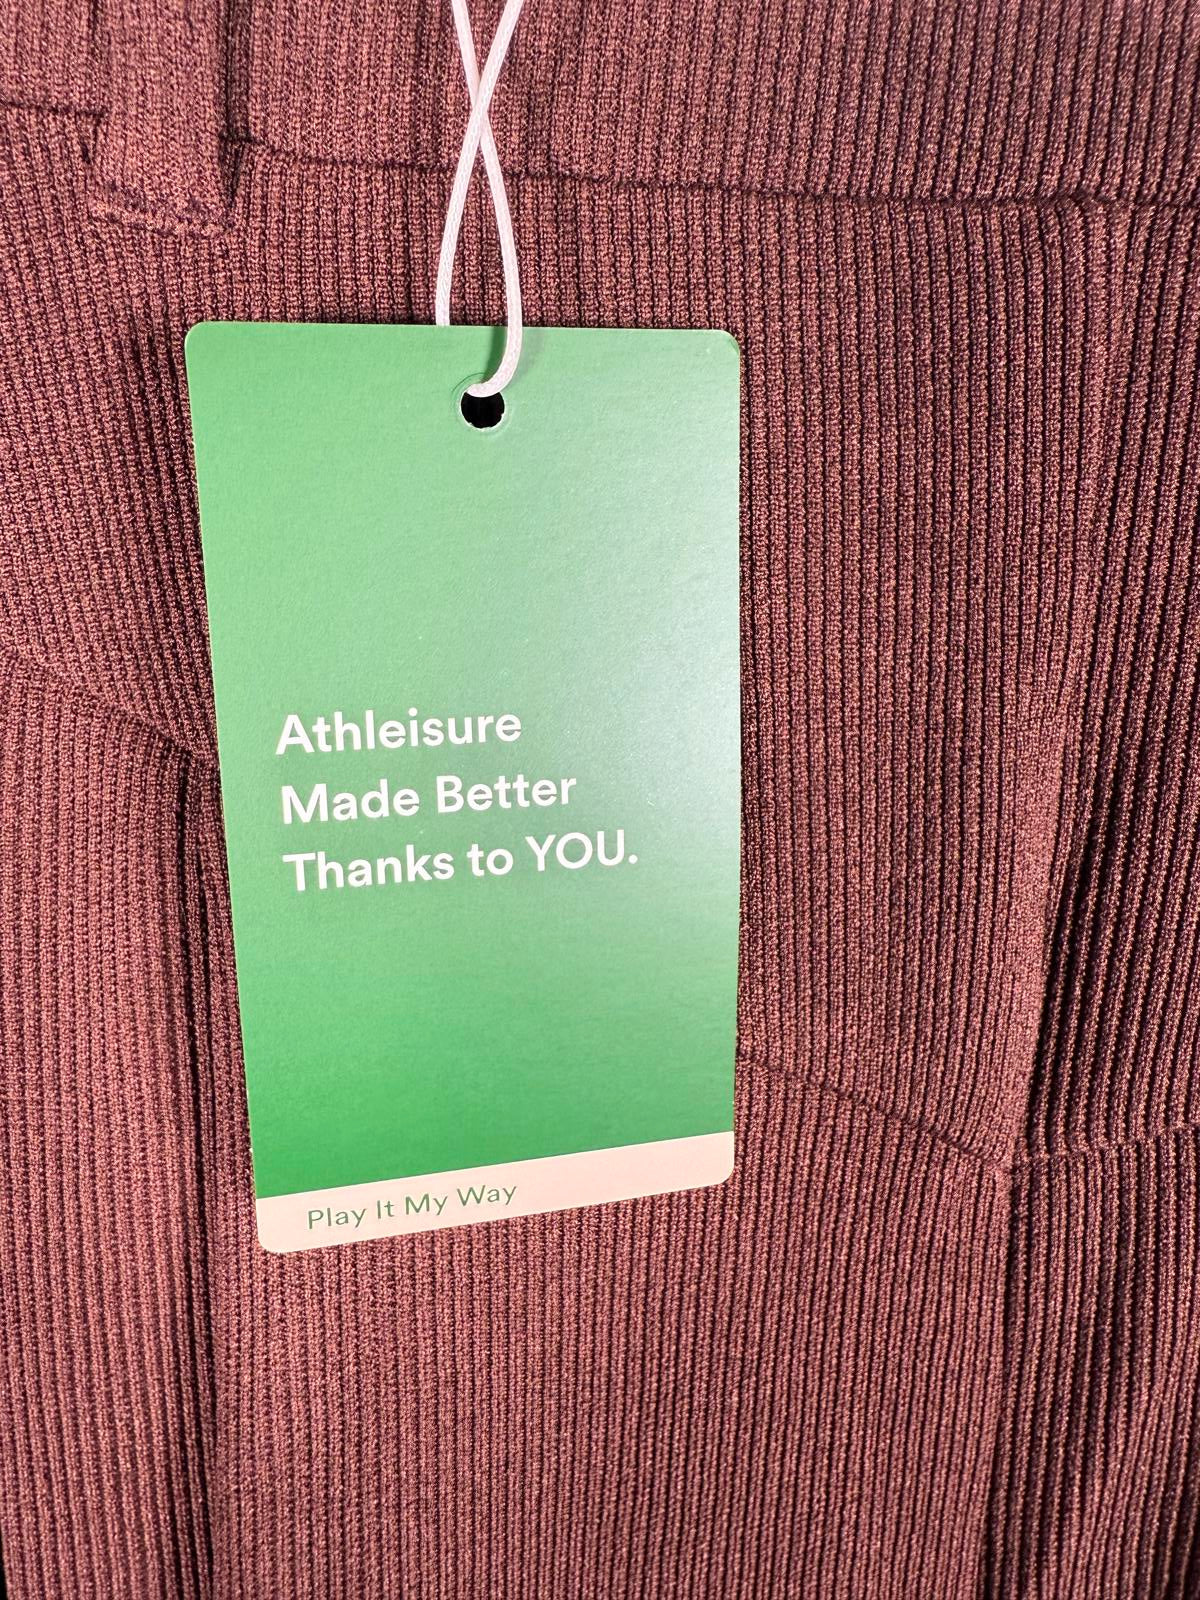 Athleisure
Made Better
Thanks to YOU.
Play It My Way